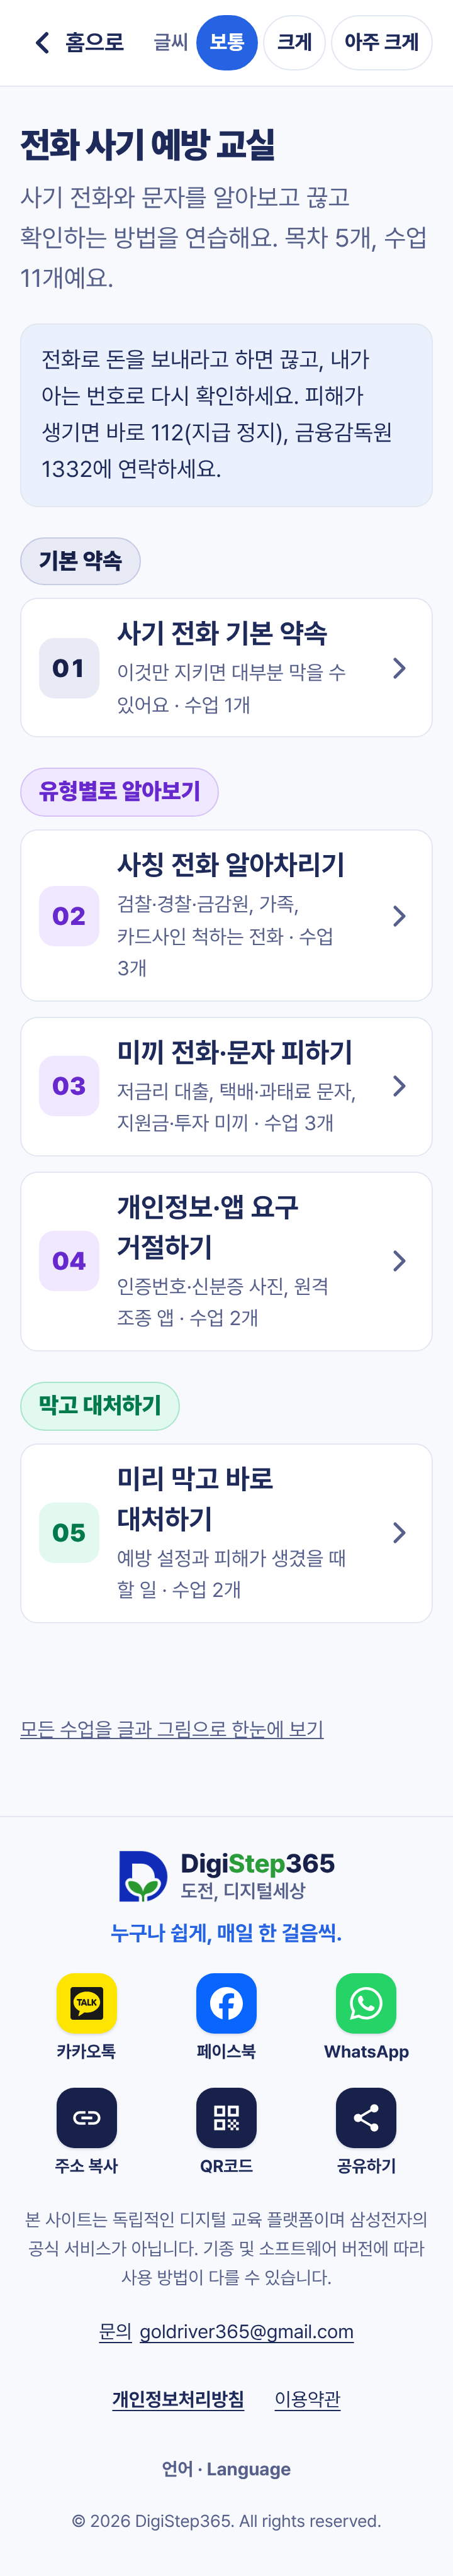 홈으로
글씨 보통 크게 아주 크게
전화 사기 예방 교실
사기 전화와 문자를 알아보고 끊고
확인하는 방법을 연습해요. 목차 5개, 수업
11개예요.
전화로 돈을 보내라고 하면 끊고, 내가
아는 번호로 다시 확인하세요. 피해가
생기면 바로 112(지급 정지), 금융감독원
1332에 연락하세요.
기본 약속
01
사기 전화 기본 약속
이것만 지키면 대부분 막을 수
있어요 · 수업 1개
유형별로 알아보기
02
사칭 전화 알아차리기
검찰·경찰·금감원, 가족,
카드사인 척하는 전화 · 수업
3개
03
미끼 전화·문자 피하기
저금리 대출, 택배·과태료 문자,
지원금·투자 미끼 · 수업 3개
04
개인정보·앱 요구
거절하기
인증번호·신분증 사진, 원격
조종 앱 · 수업 2개
막고 대처하기
05
미리 막고 바로
대처하기
예방 설정과 피해가 생겼을 때
할 일 · 수업 2개
모든 수업을 글과 그림으로 한눈에 보기
DigiStep365
도전, 디지털세상
누구나 쉽게, 매일 한 걸음씩.
TALK
카카오톡 페이스북 WhatsApp
주소 복사 QR코드 공유하기
본 사이트는 독립적인 디지털 교육 플랫폼이며 삼성전자의
공식 서비스가 아닙니다. 기종 및 소프트웨어 버전에 따라
사용 방법이 다를 수 있습니다.
문의 goldriver365@gmail.com
개인정보처리방침 이용약관
언어 · Language
© 2026 DigiStep365. All rights reserved.